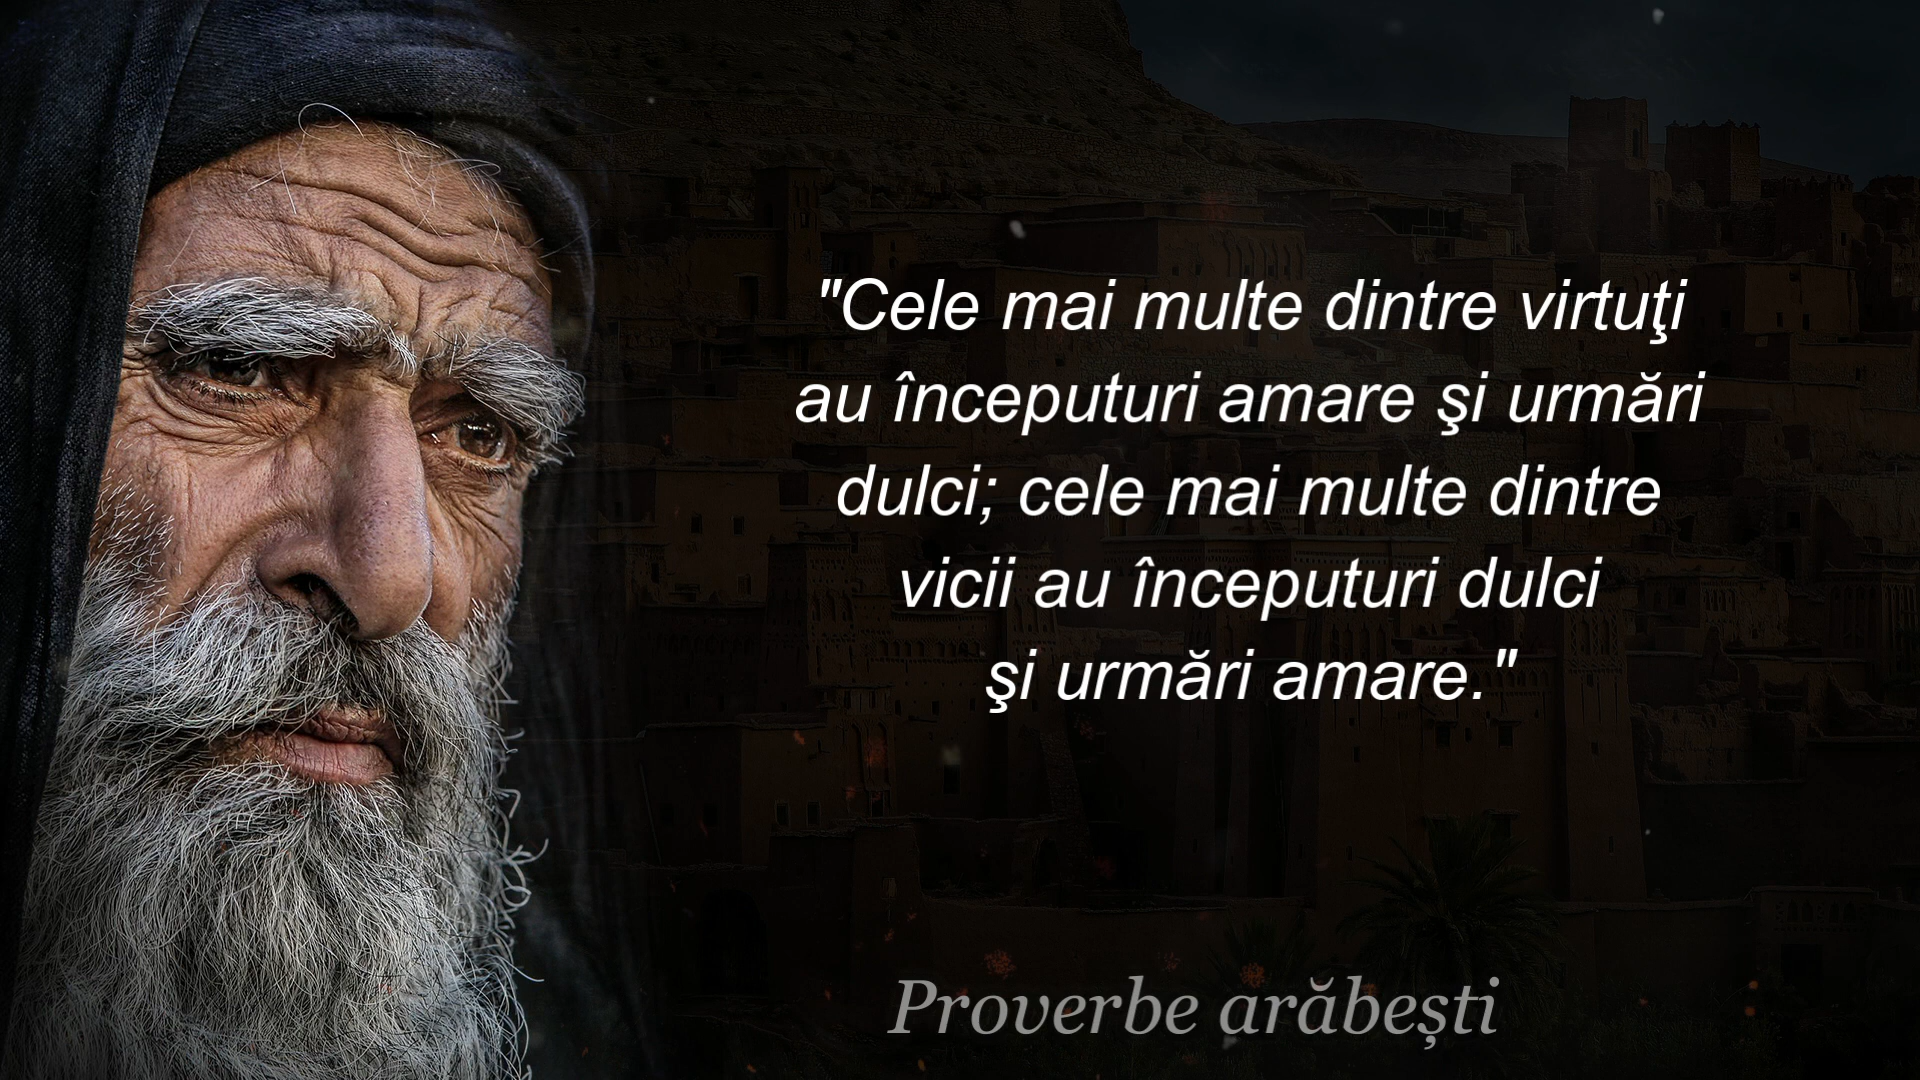 "Cele mai multe dintre virtuţi
au începuturi amare şi urmări
dulci; cele mai multe dintre
vicii au începuturi dulci
şi urmări amare."
Proverbe arăbești